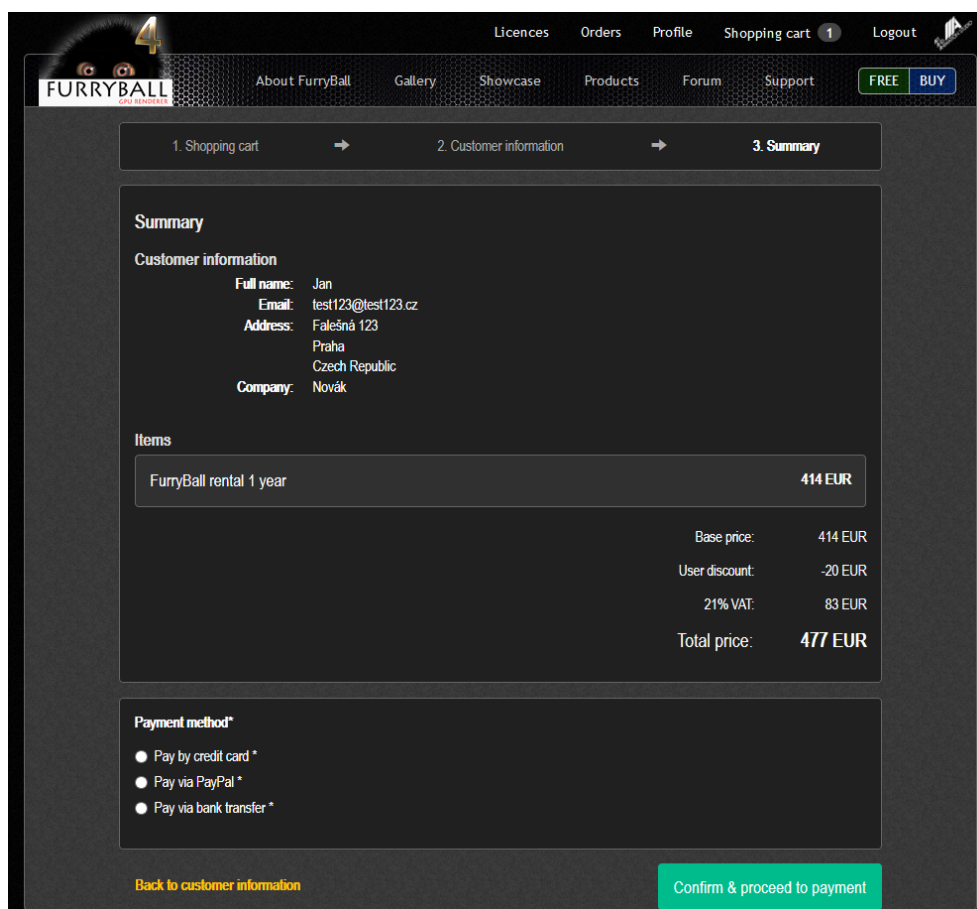 Licences Orders Profile Shopping cart 1 Logout
4
FURRYBALL
GPU RENDERER
About FurryBall Gallery Showcase Products Forum Support FREE BUY
1. Shopping cart 2. Customer information 3. Summary
Summary
Customer information
Full name: Jan
Email: test123@test123.cz
Address: Falešná 123
Praha
Czech Republic
Company: Novák
Items
FurryBall rental 1 year 414 EUR
Base price: 414 EUR
User discount: -20 EUR
21% VAT: 83 EUR
Total price: 477 EUR
Payment method*
Pay by credit card *
Pay via PayPal *
Pay via bank transfer *
Back to customer information Confirm & proceed to payment